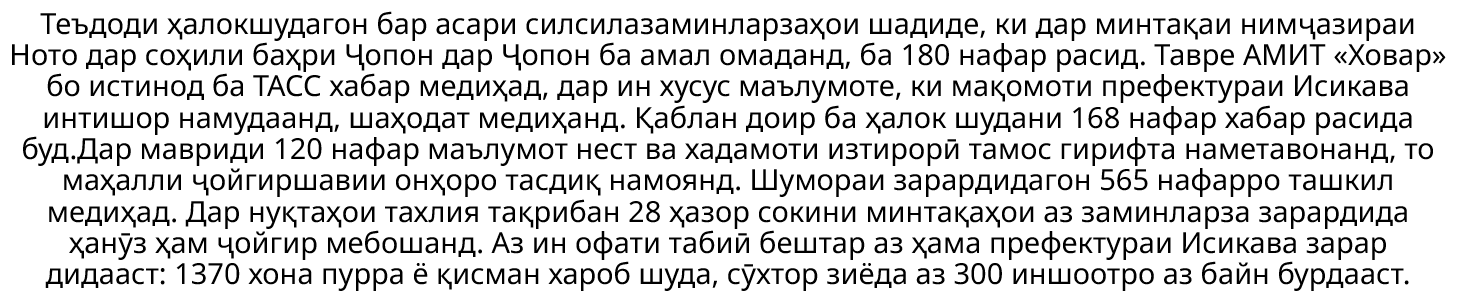 Теъдоди ҳалокшудагон бар асари силсилазаминларзаҳои шадиде, ки дар минтақаи нимҷазираи
Ното дар соҳили баҳри Ҷопон дар Ҷопон ба амал омаданд, ба 180 нафар расид. Тавре АМИТ «Ховар»
бо истинод ба ТАСС хабар медиҳад, дар ин хусус маълумоте, ки мақомоти префектураи Исикава
интишор намудаанд, шаҳодат медиҳанд. Қаблан доир ба ҳалок шудани 168 нафар хабар расида
буд.Дар мавриди 120 нафар маълумот нест ва хадамоти изтирорӣ тамос гирифта наметавонанд, то
маҳалли ҷойгиршавии онҳоро тасдиқ намоянд. Шумораи зарардидагон 565 нафарро ташкил
медиҳад. Дар нуқтаҳои тахлия тақрибан 28 ҳазор сокини минтақаҳои аз заминларза зарардида
ҳанӯз ҳам ҷойгир мебошанд. Аз ин офати табиӣ бештар аз ҳама префектураи Исикава зарар
дидааст: 1370 хона пурра ё қисман хароб шуда, сӯхтор зиёда аз 300 иншоотро аз байн бурдааст.